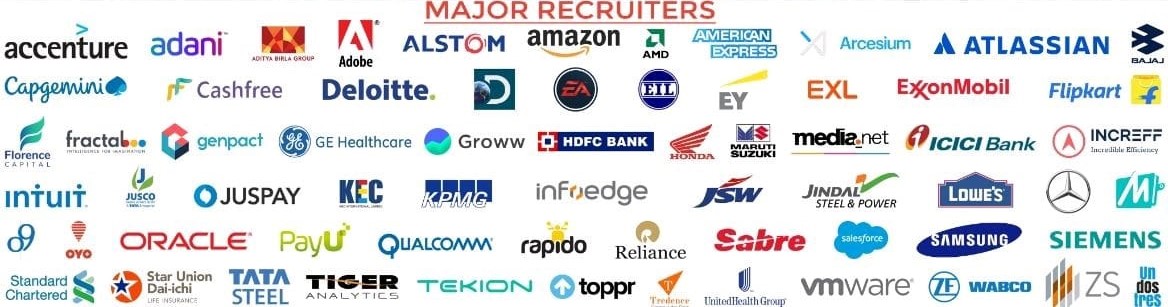 MAJOR RECRUITERS
accenture adani ADITYA BIRLA GROUP Adobe ALSTOM amazon AMD AMERICAN EXPRESS Arcesium ATLASSIAN BAJAJ
Capgemini Cashfree Deloitte. D EA EIL EY EXL ExxonMobil Flipkart
Florence CAPITAL fractal genpact GE Healthcare Groww HDFC BANK HONDA MARUTI SUZUKI media.net ICICI Bank INCREFF Incredible Efficiency
intuit JUSCO JUSPAY KEC KPMG infoedge JSW JINDAL STEEL & POWER LOWE'S M
OYO ORACLE PayU QUALCOMM rapido Reliance Sabre salesforce SAMSUNG SIEMENS
Standard Chartered Star Union Dai-ichi LIFE INSURANCE TATA STEEL TIGER ANALYTICS TEKION toppr Tredence UnitedHealth Group vmware ZF WABCO ZS Un dos tres